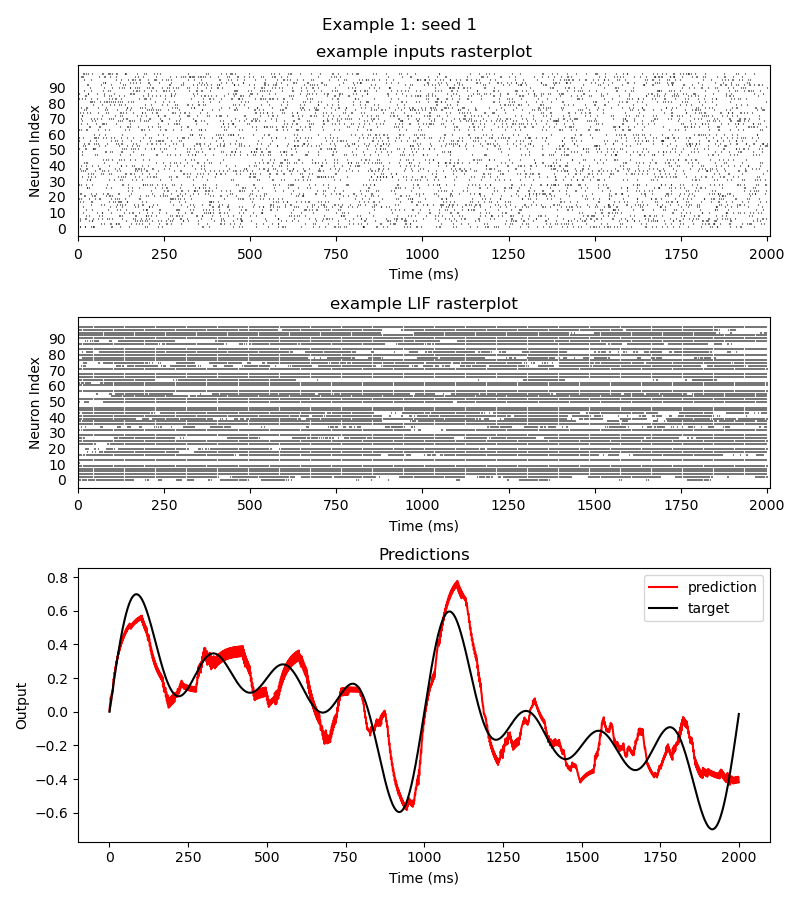 Example 1: seed 1
example inputs rasterplot
Neuron Index
90
80
70
60
50
40
30
20
10
0
0 250 500 750 1000 1250 1500 1750 2000
Time (ms)
example LIF rasterplot
Neuron Index
90
80
70
60
50
40
30
20
10
0
0 250 500 750 1000 1250 1500 1750 2000
Time (ms)
Predictions
Output
0.8
0.6
0.4
0.2
0.0
−0.2
−0.4
−0.6
prediction
target
0 250 500 750 1000 1250 1500 1750 2000
Time (ms)